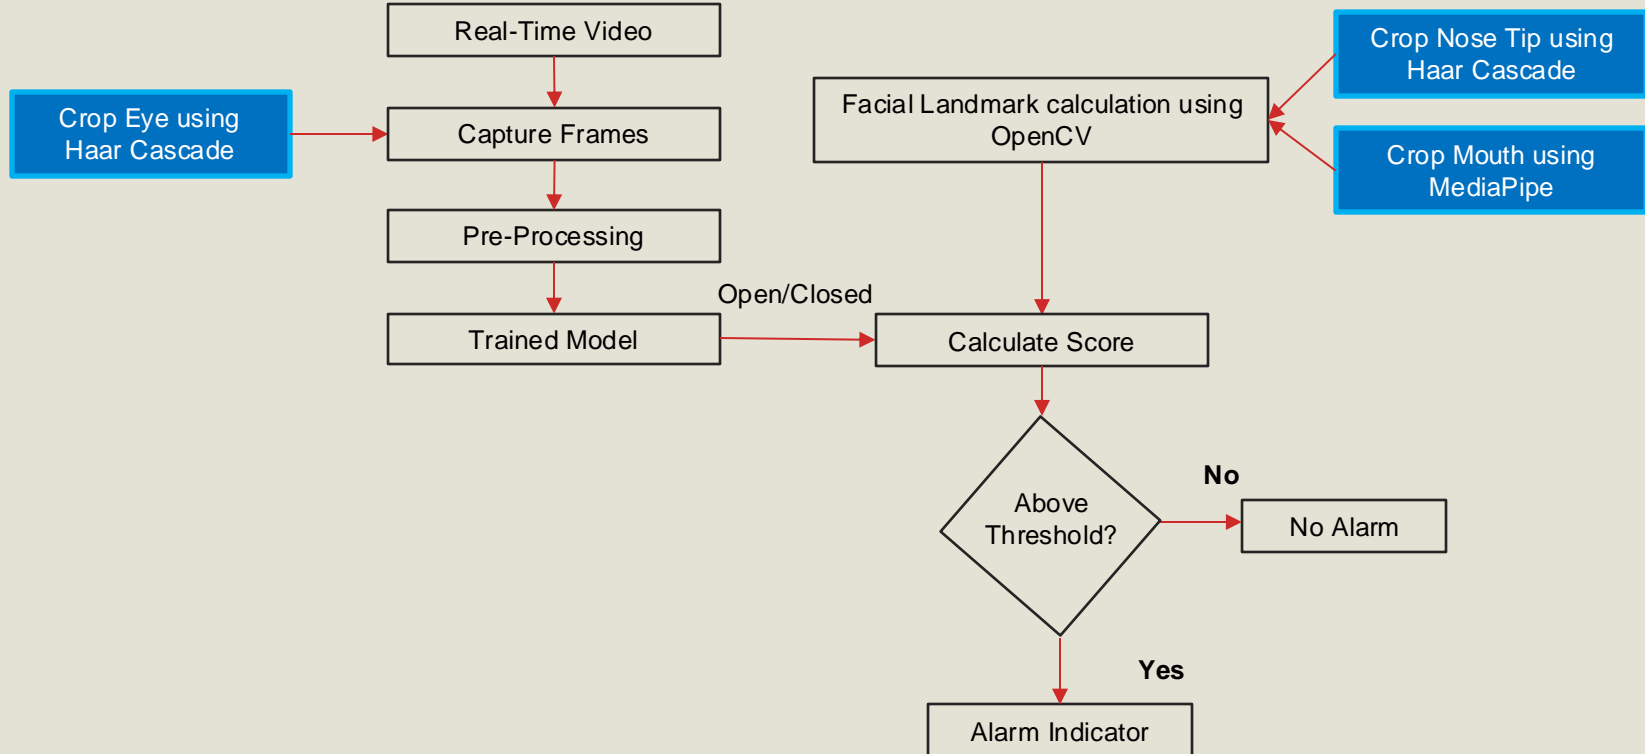 Real-Time Video
Crop Eye using
Haar Cascade
Capture Frames
Pre-Processing
Trained Model
Open/Closed
Facial Landmark calculation using
OpenCV
Crop Nose Tip using
Haar Cascade
Crop Mouth using
MediaPipe
Calculate Score
Above
Threshold?
No
No Alarm
Yes
Alarm Indicator